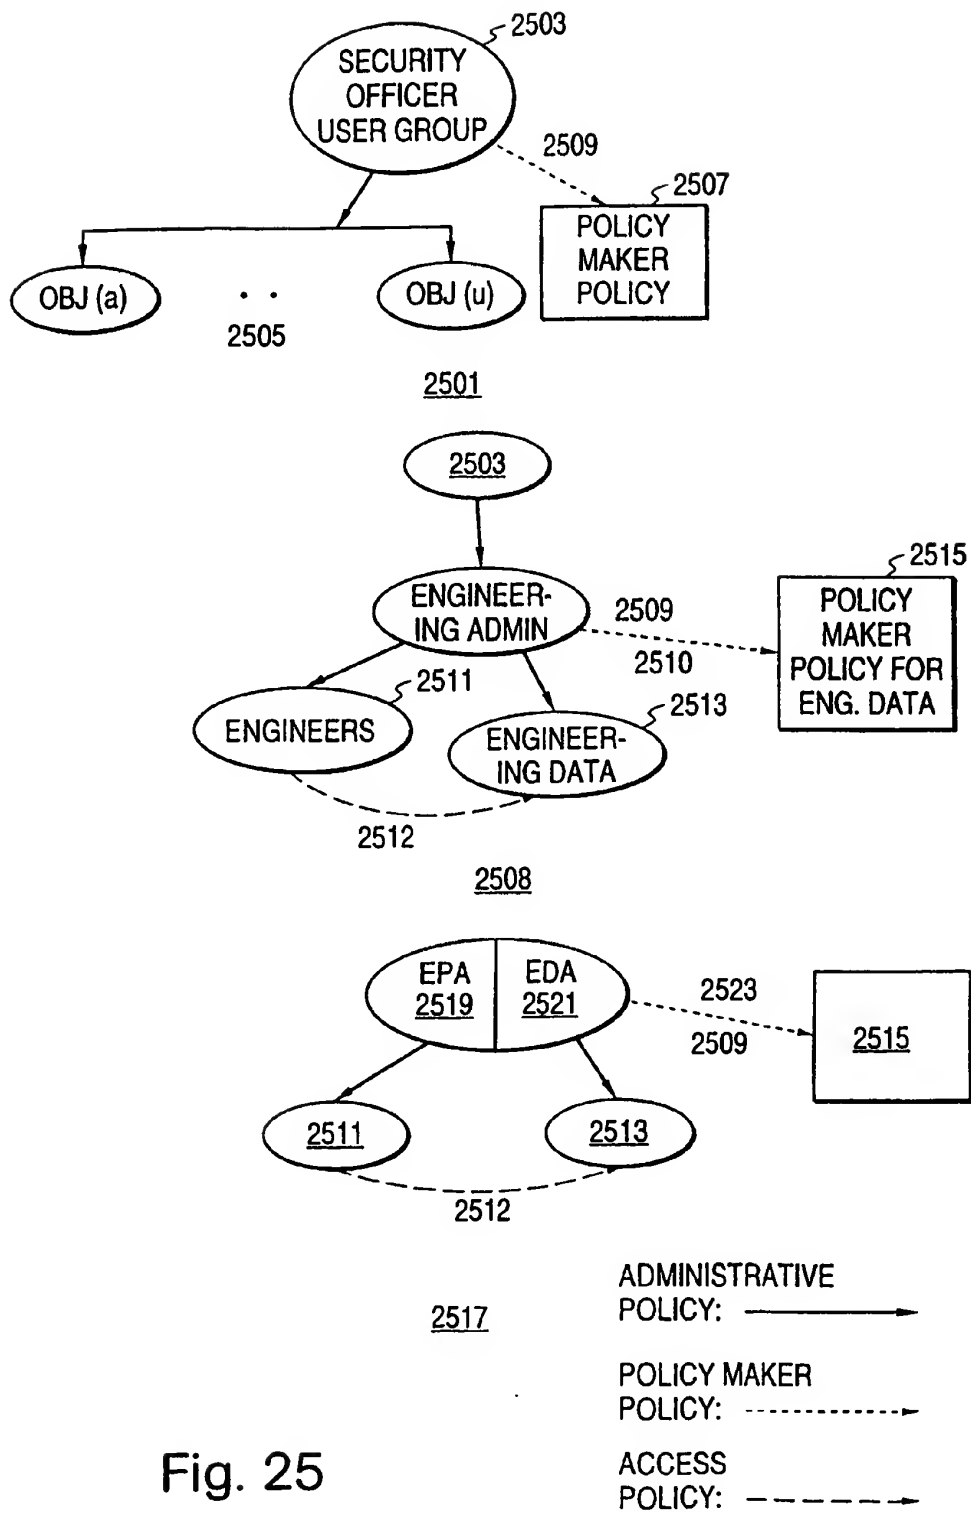 2503
SECURITY
OFFICER
USER GROUP
2509
2507
POLICY
MAKER
POLICY
OBJ (a)
. .
OBJ (u)
2505
2501
2503
ENGINEER-
ING ADMIN
2509
2510
2515
POLICY
MAKER
POLICY FOR
ENG. DATA
2511
ENGINEERS
2513
ENGINEER-
ING DATA
2512
2508
EPA
2519
EDA
2521
2523
2509
2515
2511
2513
2512
2517
ADMINISTRATIVE
POLICY:
POLICY MAKER
POLICY:
ACCESS
POLICY:
Fig. 25